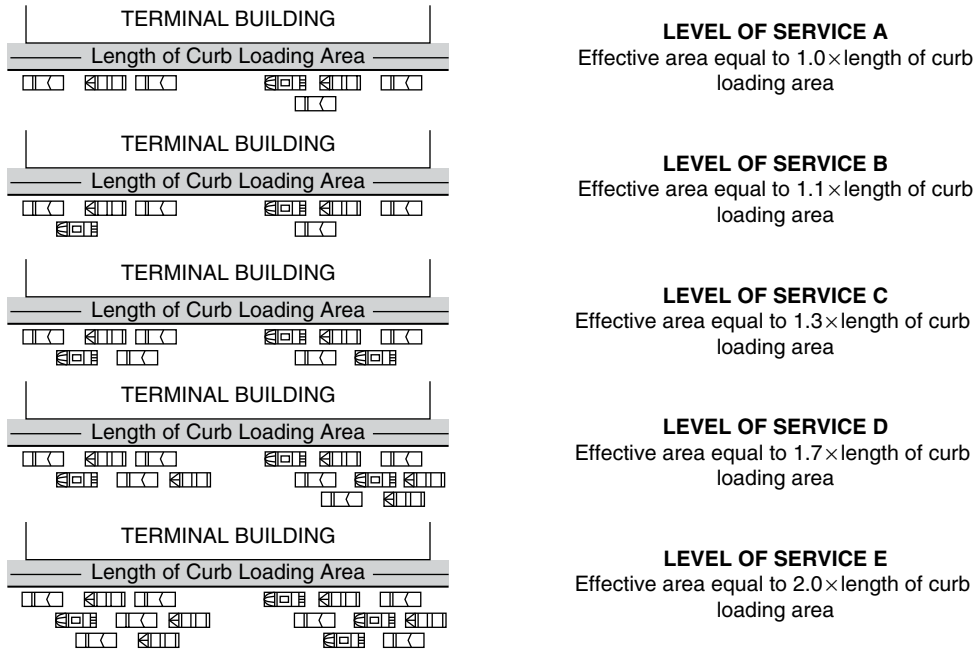 TERMINAL BUILDING
Length of Curb Loading Area
LEVEL OF SERVICE A
Effective area equal to 1.0×length of curb
loading area
TERMINAL BUILDING
Length of Curb Loading Area
LEVEL OF SERVICE B
Effective area equal to 1.1×length of curb
loading area
TERMINAL BUILDING
Length of Curb Loading Area
LEVEL OF SERVICE C
Effective area equal to 1.3×length of curb
loading area
TERMINAL BUILDING
Length of Curb Loading Area
LEVEL OF SERVICE D
Effective area equal to 1.7×length of curb
loading area
TERMINAL BUILDING
Length of Curb Loading Area
LEVEL OF SERVICE E
Effective area equal to 2.0×length of curb
loading area